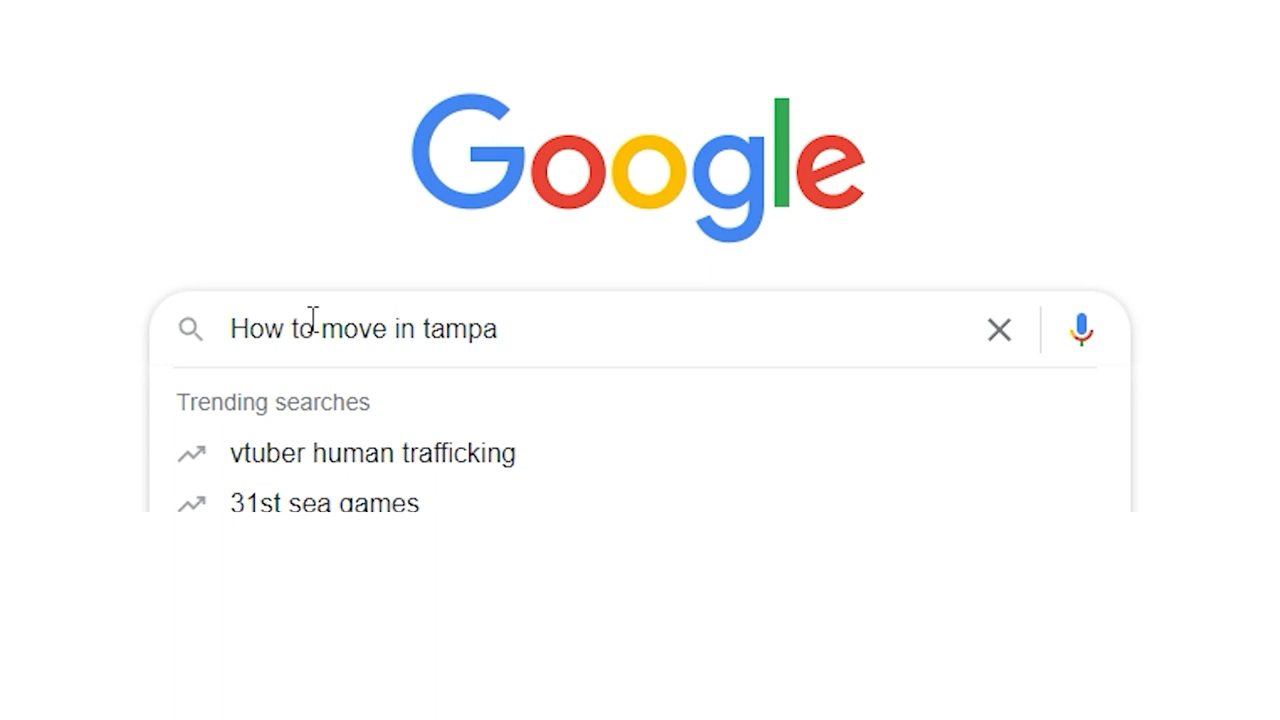 Google
How to move in tampa
Trending searches
vtuber human trafficking
31st sea games